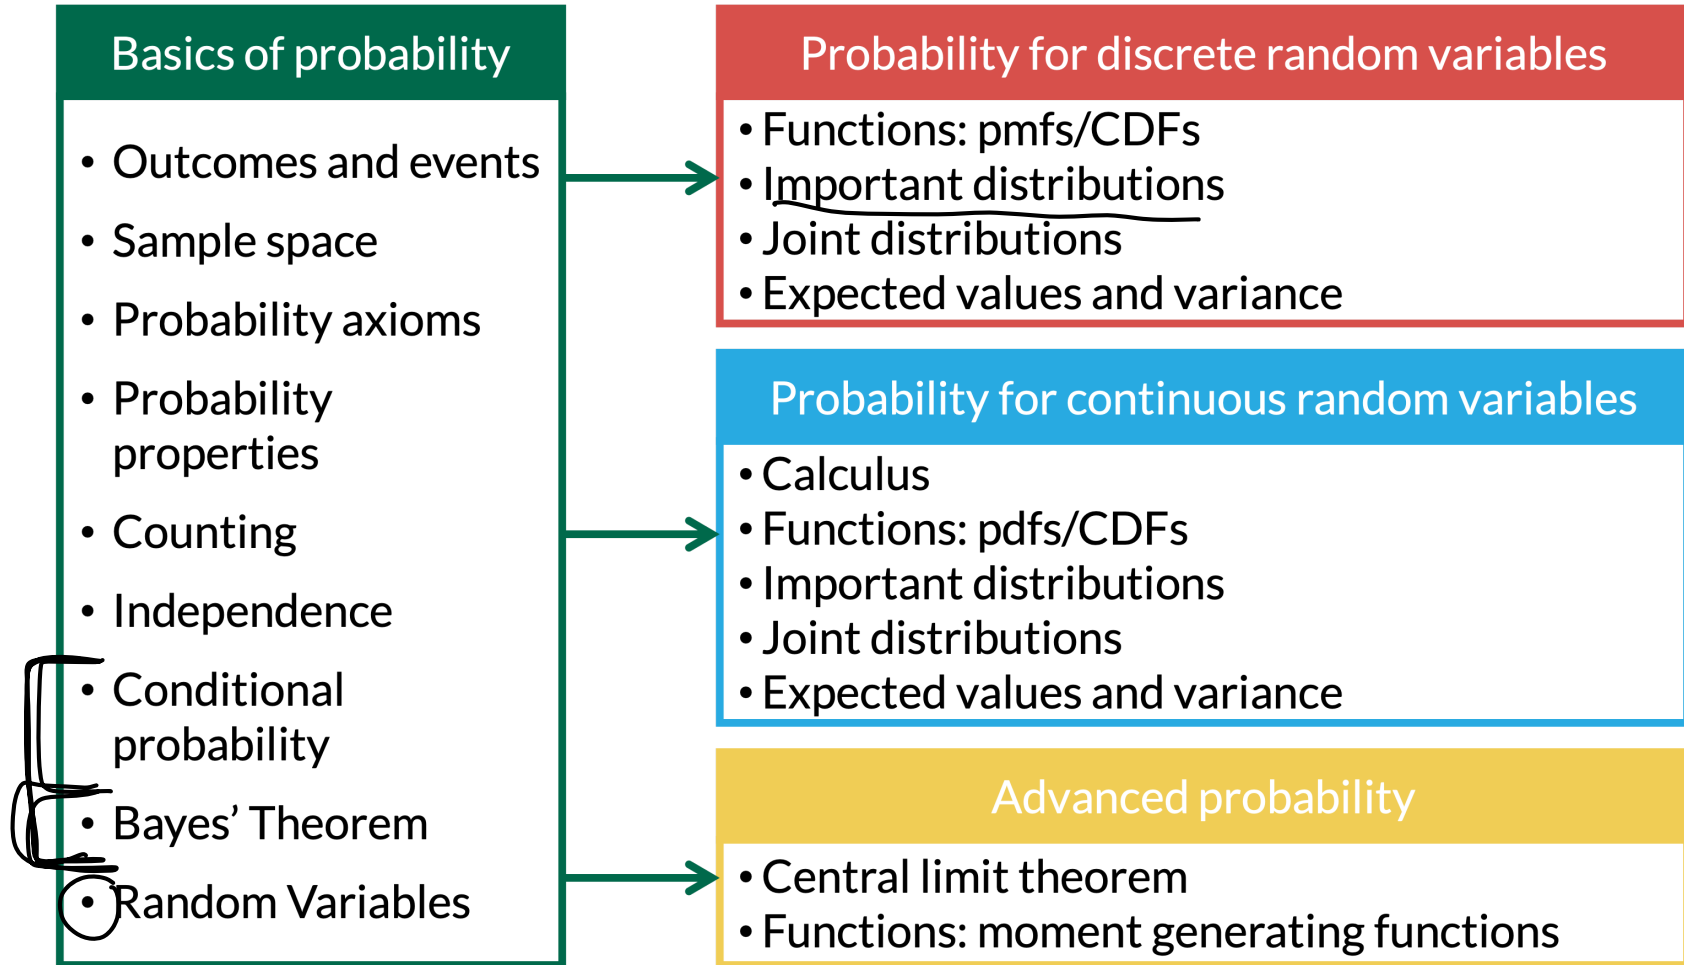 Basics of probability
• Outcomes and events
• Sample space
• Probability axioms
• Probability
properties
• Counting
• Independence
• Conditional
probability
• Bayes’ Theorem
• Random Variables
Probability for discrete random variables
• Functions: pmfs/CDFs
• Important distributions
• Joint distributions
• Expected values and variance
Probability for continuous random variables
• Calculus
• Functions: pdfs/CDFs
• Important distributions
• Joint distributions
• Expected values and variance
Advanced probability
• Central limit theorem
• Functions: moment generating functions